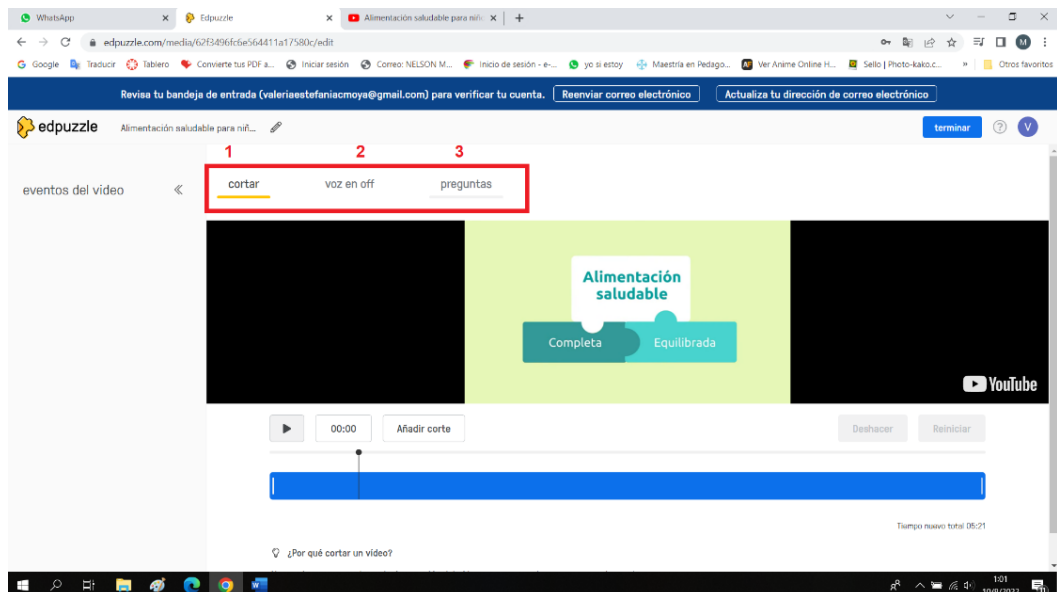 WhatsApp
Edpuzzle
Alimentación saludable para niñ
edpuzzle.com/media/62f3496fc6e564411a17580c/edit
Google
Traducir
Tablero
Convierte tus PDF a...
Iniciar sesión
Correo: NELSON M...
Inicio de sesión - e-...
yo si estoy
Maestría en Pedago...
Ver Anime Online H...
Sello | Photo-kako.c...
»
Otros favoritos
Revisa tu bandeja de entrada (valeriaestefaniacmoya@gmail.com) para verificar tu cuenta.
Reenviar correo electrónico
Actualiza tu dirección de correo electrónico
edpuzzle
Alimentación saludable para niñ...
terminar
?
V
M
1 2 3
eventos del video
«
cortar
voz en off
preguntas
Alimentación
saludable
Completa
Equilibrada
YouTube
00:00
Añadir corte
Deshacer
Reiniciar
Tiempo nuevo total 05:21
¿Por qué cortar un vídeo?
1:01